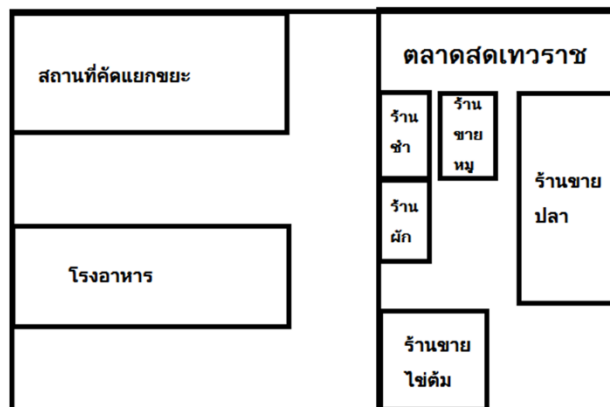 สถานที่คัดแยกขยะ
โรงอาหาร
ตลาดสดเทวราช
ร้าน
ชำ
ร้าน
ขาย
หมู
ร้าน
ผัก
ร้านขาย
ปลา
ร้านขาย
ไข่ต้ม